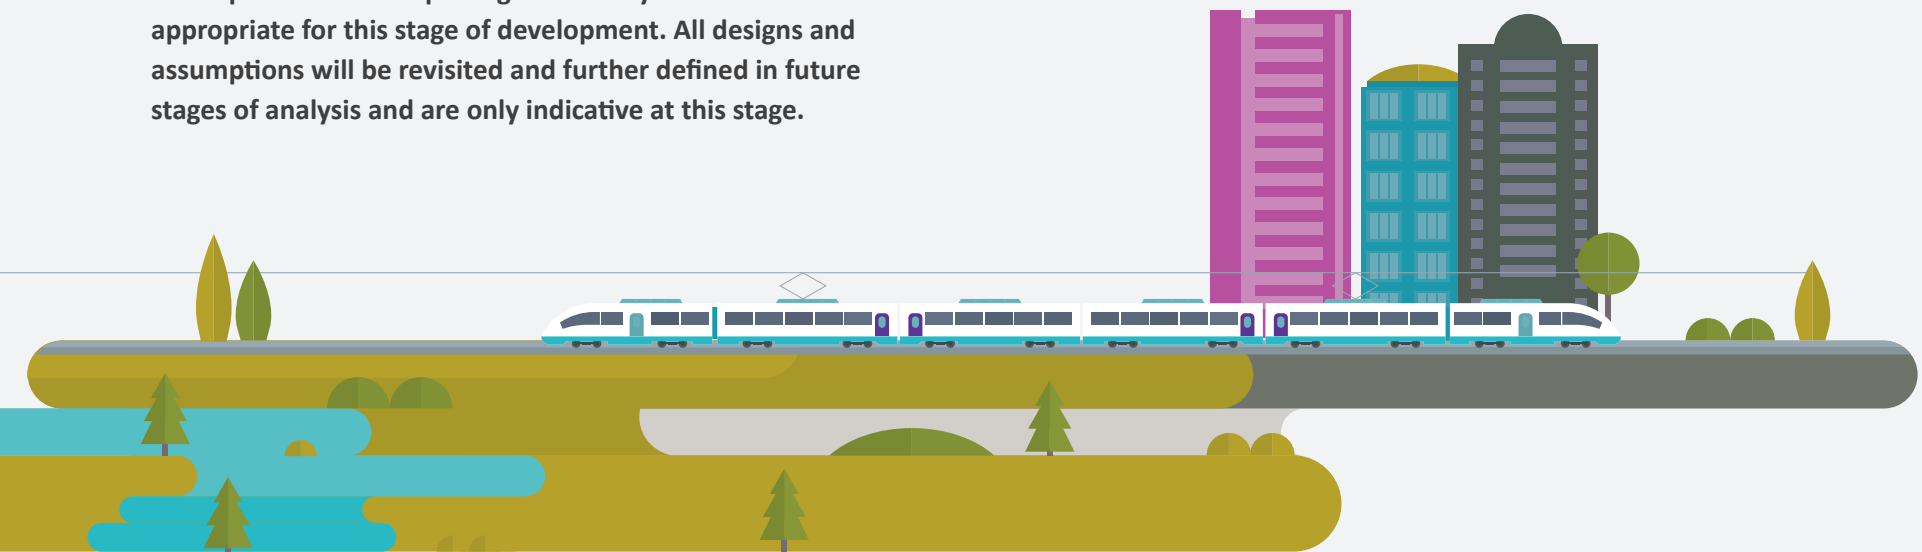 appropriate for this stage of development. All designs and
assumptions will be revisited and further defined in future
stages of analysis and are only indicative at this stage.